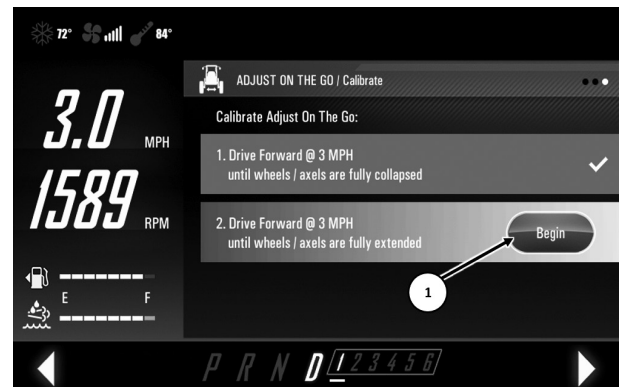 72° 84°
ADJUST ON THE GO / Calibrate
Calibrate Adjust On The Go:
3.0 MPH
1. Drive Forward @ 3 MPH
until wheels / axels are fully collapsed
1589 RPM
2. Drive Forward @ 3 MPH
until wheels / axels are fully extended
Begin
1
E F
P R N D 1 2 3 4 5 6